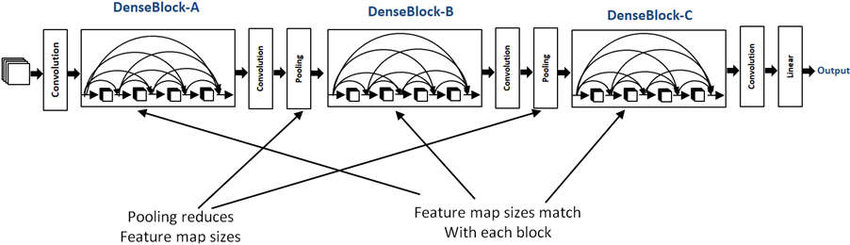 DenseBlock-A
DenseBlock-B
DenseBlock-C
Convolution
Convolution
Pooling
Convolution
Pooling
Convolution
Linear
Output
Pooling reduces
Feature map sizes
Feature map sizes match
With each block